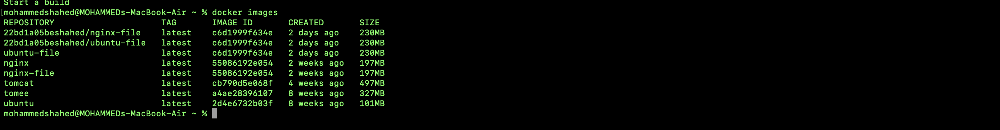 Start a build
[mohammedshahed@MOHAMMEDs-MacBook-Air ~ % docker images
REPOSITORY TAG IMAGE ID CREATED SIZE
22bd1a05beshahed/nginx-file latest c6d1999f634e 2 days ago 230MB
22bd1a05beshahed/ubuntu-file latest c6d1999f634e 2 days ago 230MB
ubuntu-file latest c6d1999f634e 2 days ago 230MB
nginx latest 55086192e054 2 weeks ago 197MB
nginx-file latest 55086192e054 2 weeks ago 197MB
tomcat latest cb790d5e068f 4 weeks ago 497MB
tomee latest a4ae28396107 8 weeks ago 327MB
ubuntu latest 2d4e6732b03f 8 weeks ago 101MB
mohammedshahed@MOHAMMEDs-MacBook-Air ~ %